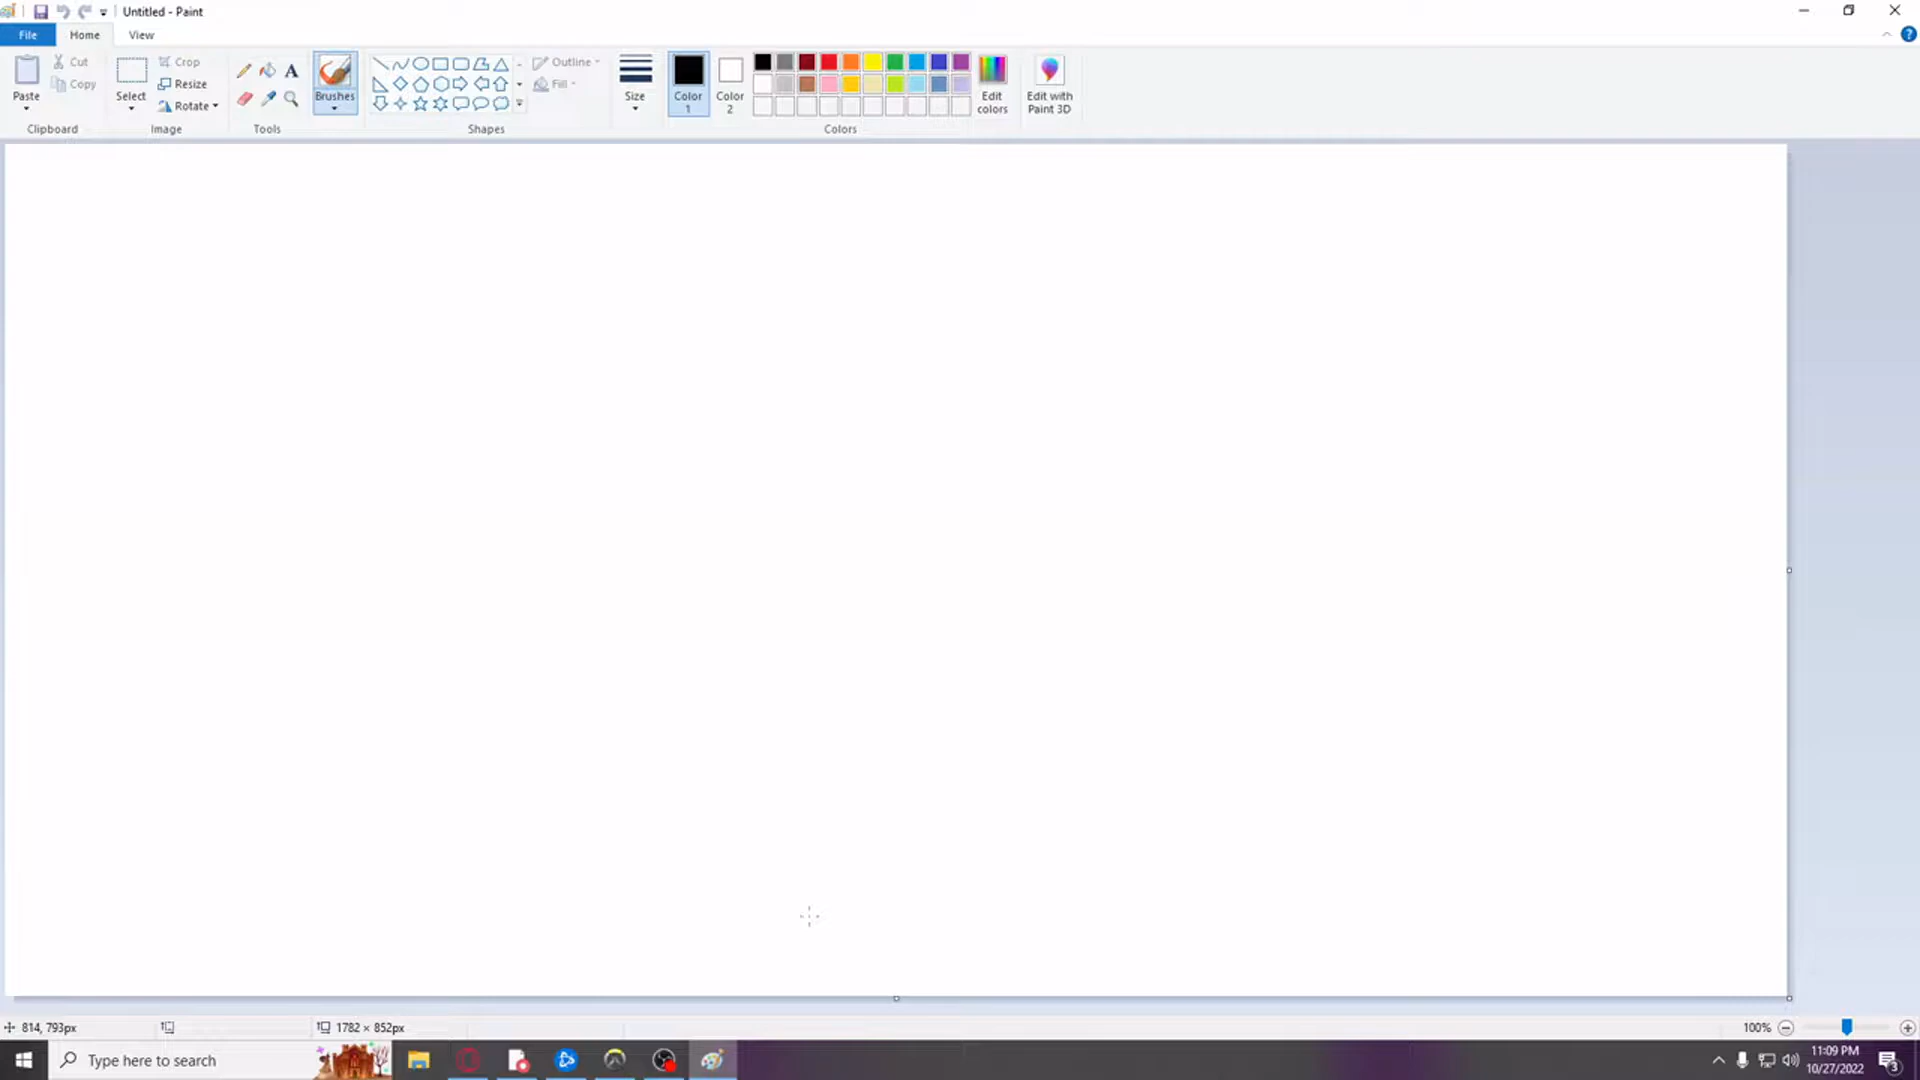 Untitled - Paint
File Home View
Paste
Cut
Copy
Clipboard
Select
Crop
Resize
Rotate
Image
A
Tools
Brushes
Shapes
Outline
Fill
Size
Color 1
Color 2
Colors
Edit colors
Edit with Paint 3D
814, 793px
1782 × 852px
100%
Type here to search
11:09 PM
10/27/2022
3